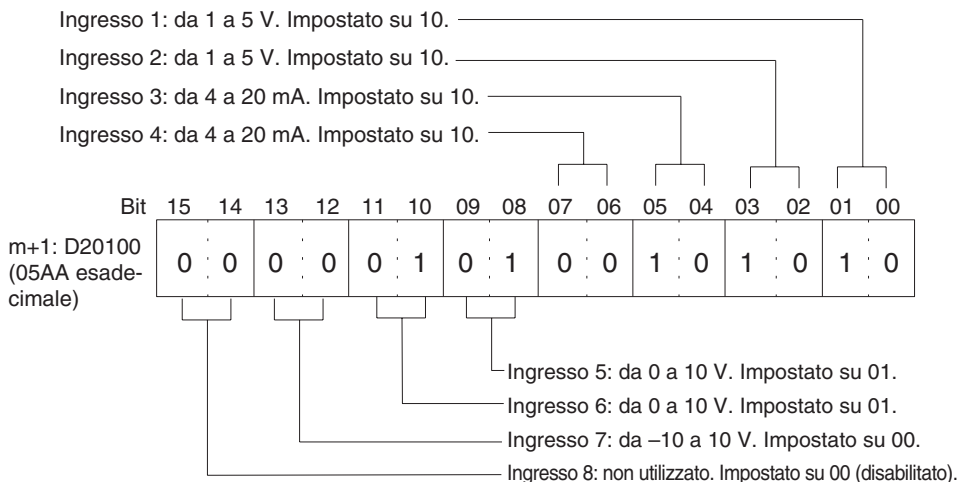 Ingresso 1: da 1 a 5 V. Impostato su 10.
Ingresso 2: da 1 a 5 V. Impostato su 10.
Ingresso 3: da 4 a 20 mA. Impostato su 10.
Ingresso 4: da 4 a 20 mA. Impostato su 10.
Bit 15 14 13 12 11 10 09 08 07 06 05 04 03 02 01 00
m+1: D20100
(05AA esade-
cimale)
0 0 0 0 0 1 0 1 0 0 1 0 1 0 1 0
Ingresso 5: da 0 a 10 V. Impostato su 01.
Ingresso 6: da 0 a 10 V. Impostato su 01.
Ingresso 7: da –10 a 10 V. Impostato su 00.
Ingresso 8: non utilizzato. Impostato su 00 (disabilitato).